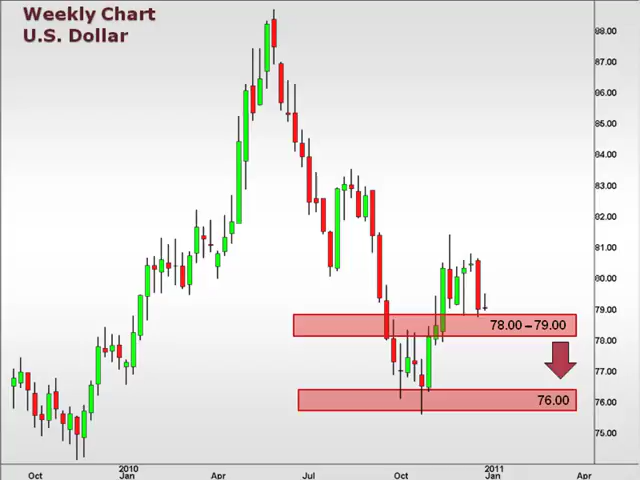 Weekly Chart
U.S. Dollar
88.00
87.00
86.00
85.00
84.00
83.00
82.00
81.00
80.00
79.00
78.00 – 79.00
78.00
77.00
76.00
76.00
75.00
Oct
2010
Jan
Apr
Jul
Oct
2011
Jan
Apr